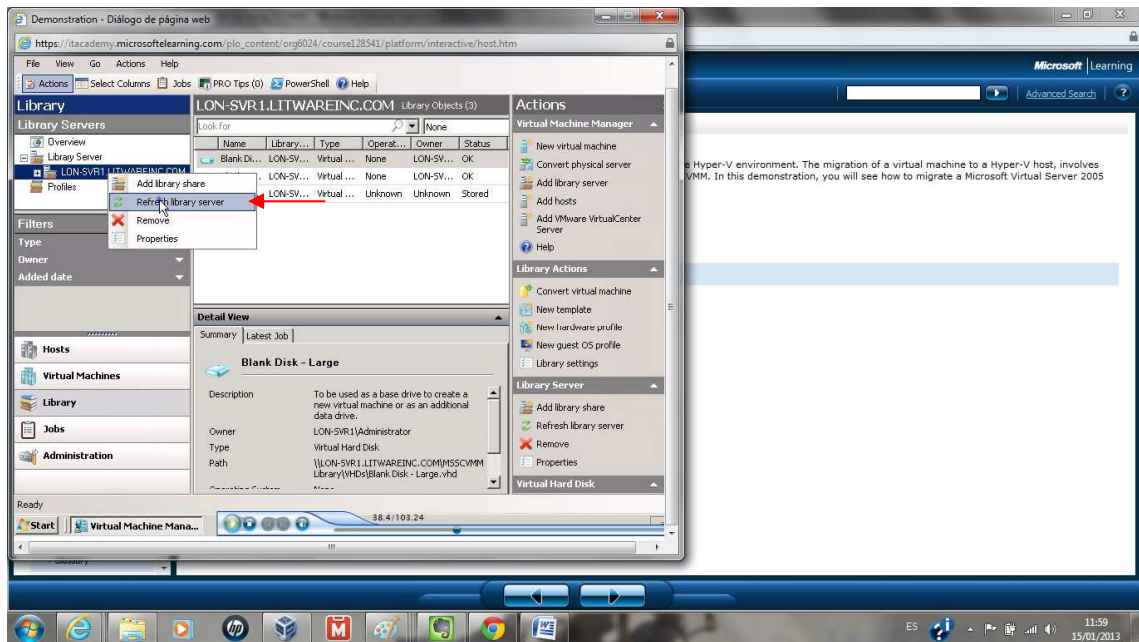 Demonstration - Diálogo de página web
https://itacademy.microsoftelearning.com/plo_content/org6024/course128541/platform/interactive/host.htm
File View Go Actions Help
Actions Select Columns Jobs PRO Tips (0) PowerShell Help
Library
Library Servers
Overview
Library Server
LON-SVR1.LITWAREINC.COM
Profiles
Add library share
Refresh library server
Remove
Properties
Filters
Type
Owner
Added date
Hosts
Virtual Machines
Library
Jobs
Administration
LON-SVR1.LITWAREINC.COM Library Objects (3)
Look for
None
Name Library... Type Operat... Owner Status
Blank Di... LON-SV... Virtual ... None LON-SV... OK
LON-SV... Virtual ... None LON-SV... OK
LON-SV... Virtual ... Unknown Unknown Stored
Detail View
Summary Latest Job
Blank Disk - Large
Description To be used as a base drive to create a
new virtual machine or as an additional
data drive.
Owner LON-SVR1\Administrator
Type Virtual Hard Disk
Path \\LON-SVR1.LITWAREINC.COM\MSSCVMM
Library\VHDs\Blank Disk - Large.vhd
Actions
Virtual Machine Manager
New virtual machine
Convert physical server
Add library server
Add hosts
Add VMware VirtualCenter
Server
Help
Library Actions
Convert virtual machine
New template
New hardware profile
New guest OS profile
Library settings
Library Server
Add library share
Refresh library server
Remove
Properties
Virtual Hard Disk
Ready
Start Virtual Machine Mana...
38.4/103.24
Microsoft Learning
Advanced Search
e Hyper-V environment. The migration of a virtual machine to a Hyper-V host, involves
VMM. In this demonstration, you will see how to migrate a Microsoft Virtual Server 2005
Glossary
ES
11:59
15/01/2013